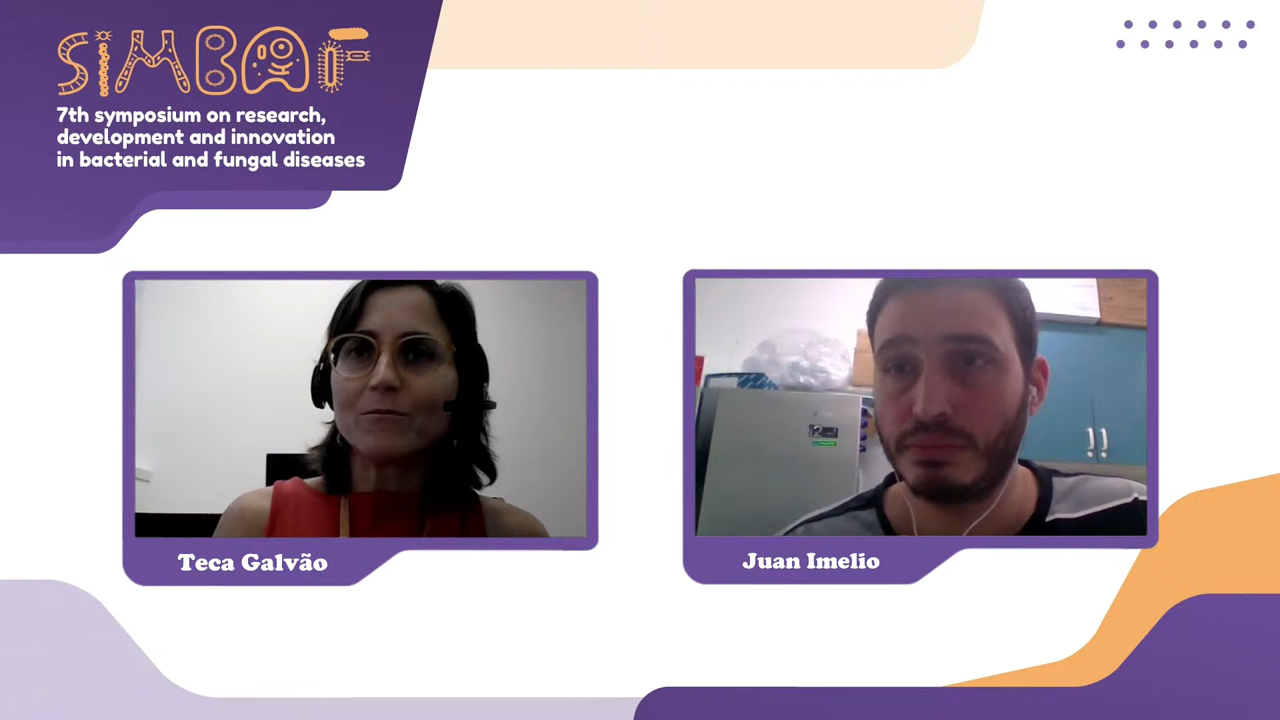 SIMBAF
7th symposium on research,
development and innovation
in bacterial and fungal diseases
Teca Galvão
Juan Imelio